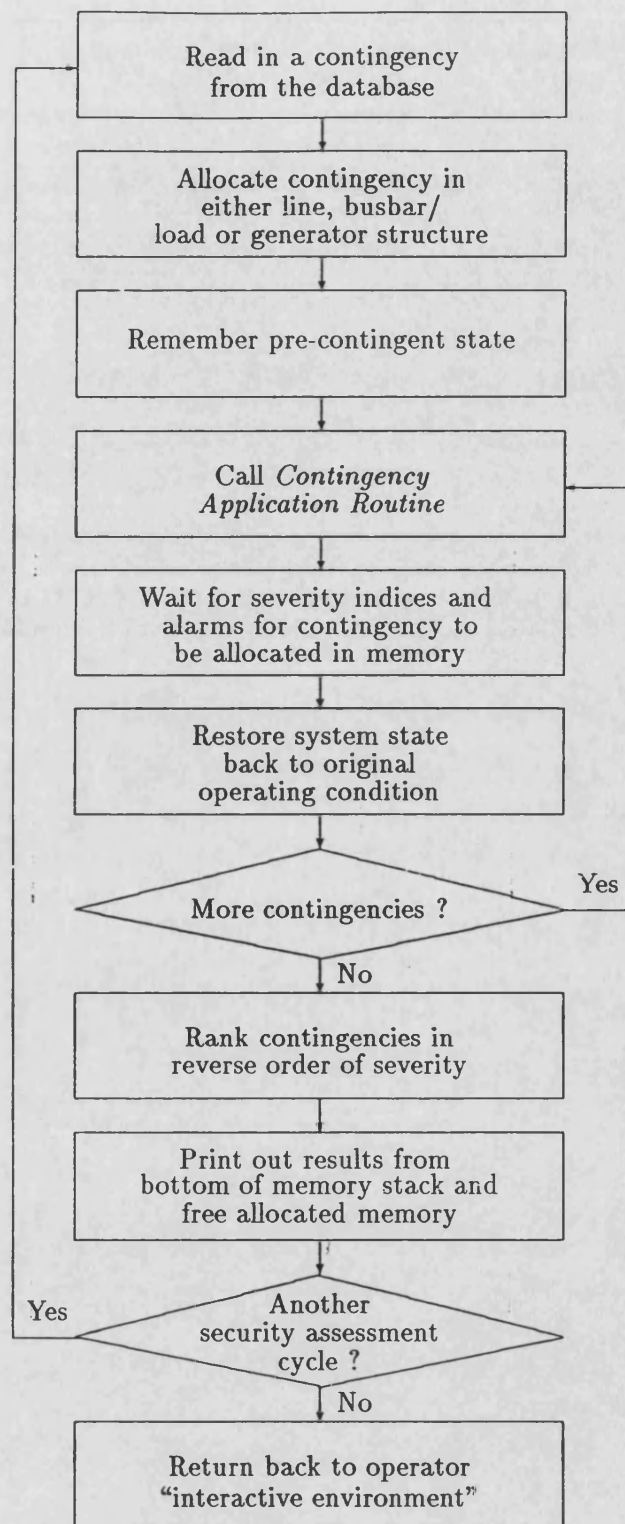 Read in a contingency
from the database
Allocate contingency in
either line, busbar/
load or generator structure
Remember pre-contingent state
Call Contingency
Application Routine
Wait for severity indices and
alarms for contingency to
be allocated in memory
Restore system state
back to original
operating condition
More contingencies ?
Yes
No
Rank contingencies in
reverse order of severity
Print out results from
bottom of memory stack and
free allocated memory
Yes
Another
security assessment
cycle ?
No
Return back to operator
“interactive environment”